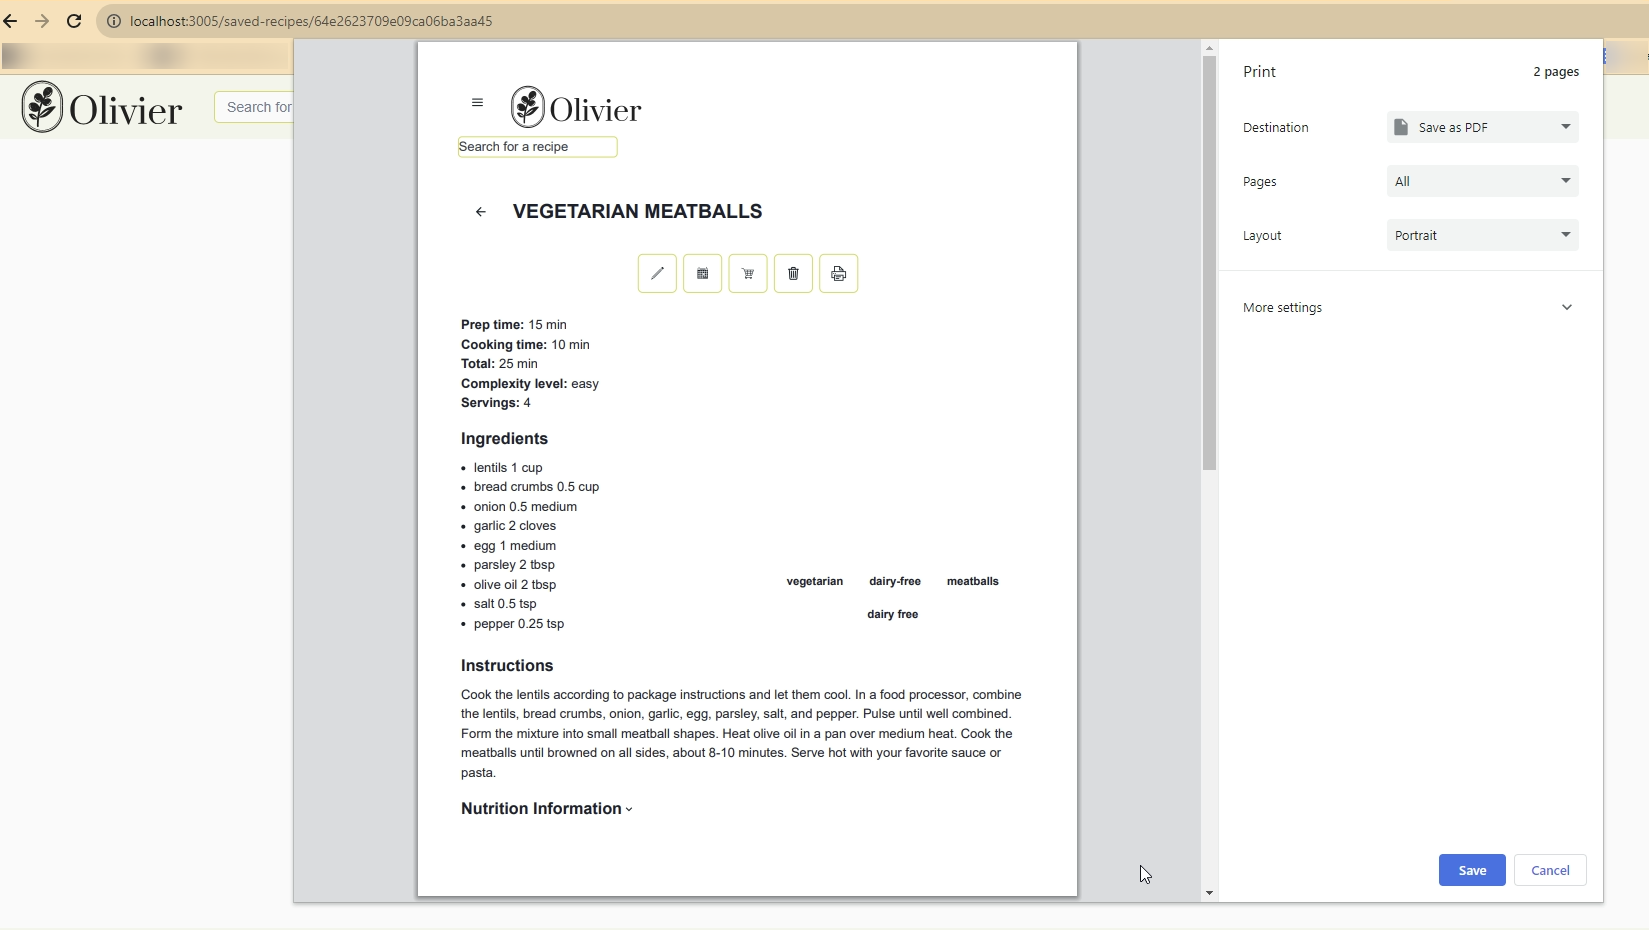 localhost:3005/saved-recipes/64e2623709e09ca06ba3aa45
Olivier
Search for
Olivier
Search for a recipe
VEGETARIAN MEATBALLS
Prep time: 15 min
Cooking time: 10 min
Total: 25 min
Complexity level: easy
Servings: 4
Ingredients
• lentils 1 cup
• bread crumbs 0.5 cup
• onion 0.5 medium
• garlic 2 cloves
• egg 1 medium
• parsley 2 tbsp
• olive oil 2 tbsp
• salt 0.5 tsp
• pepper 0.25 tsp
vegetarian dairy-free meatballs
dairy free
Instructions
Cook the lentils according to package instructions and let them cool. In a food processor, combine
the lentils, bread crumbs, onion, garlic, egg, parsley, salt, and pepper. Pulse until well combined.
Form the mixture into small meatball shapes. Heat olive oil in a pan over medium heat. Cook the
meatballs until browned on all sides, about 8-10 minutes. Serve hot with your favorite sauce or
pasta.
Nutrition Information
Print 2 pages
Destination Save as PDF
Pages All
Layout Portrait
More settings
Save Cancel